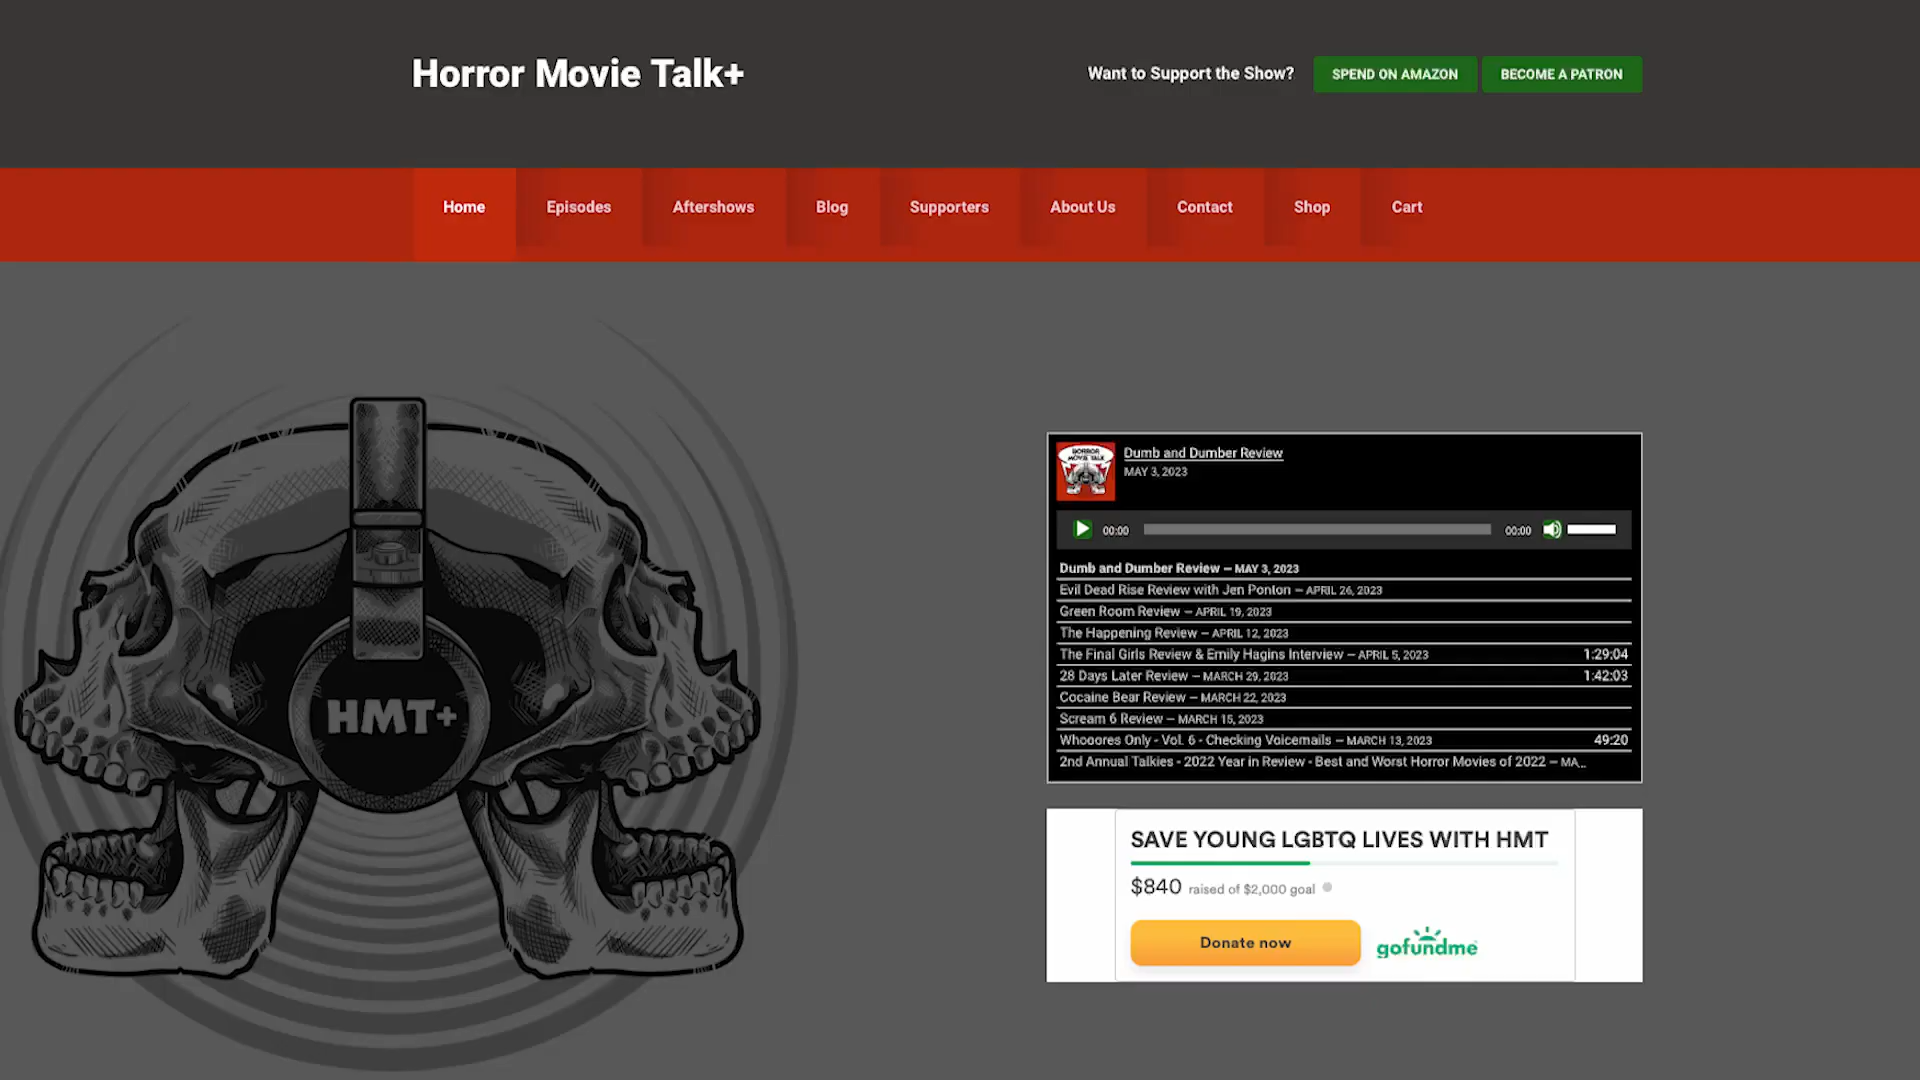 Horror Movie Talk+
Want to Support the Show?
SPEND ON AMAZON
BECOME A PATRON
Home
Episodes
Aftershows
Blog
Supporters
About Us
Contact
Shop
Cart
HMT+
HORROR
MOVIE TALK
Dumb and Dumber Review
MAY 3, 2023
00:00
00:00
Dumb and Dumber Review – MAY 3, 2023
Evil Dead Rise Review with Jen Ponton – APRIL 26, 2023
Green Room Review – APRIL 19, 2023
The Happening Review – APRIL 12, 2023
The Final Girls Review & Emily Hagins Interview – APRIL 5, 2023 1:29:04
28 Days Later Review – MARCH 29, 2023 1:42:03
Cocaine Bear Review – MARCH 22, 2023
Scream 6 Review – MARCH 15, 2023
Whooores Only - Vol. 6 - Checking Voicemails – MARCH 13, 2023 49:20
2nd Annual Talkies - 2022 Year in Review - Best and Worst Horror Movies of 2022 – MA...
SAVE YOUNG LGBTQ LIVES WITH HMT
$840 raised of $2,000 goal
Donate now
gofundme